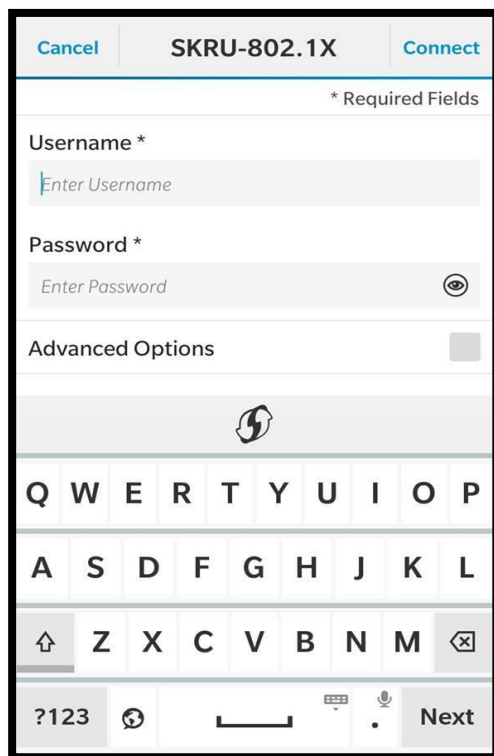 Cancel SKRU-802.1X Connect
* Required Fields
Username *
Enter Username
Password *
Enter Password
Advanced Options
Q W E R T Y U I O P
A S D F G H J K L
Z X C V B N M
?123 . Next